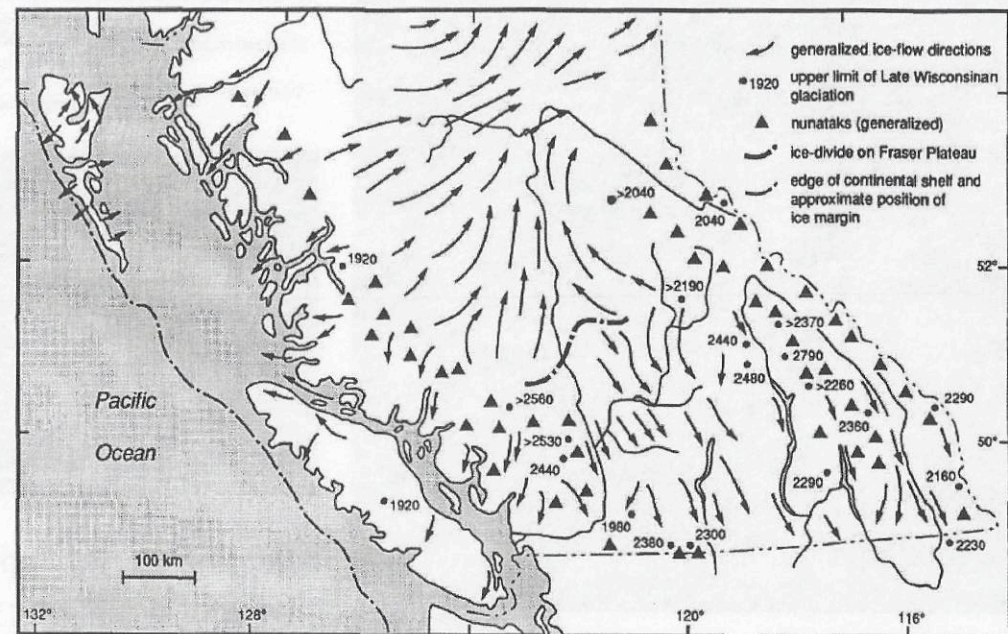 generalized ice-flow directions
1920 upper limit of Late Wisconsinan
glaciation
nunataks (generalized)
ice-divide on Fraser Plateau
edge of continental shelf and
approximate position of
ice margin
>2040
2040
1920
52°
>2190
>2370
2440
2790
2480
>2260
Pacific
Ocean
>2560
2290
2360
>2530
50°
2440
2290
2160
1920
1980
2380
2300
2230
100 km
132°
128°
120°
116°